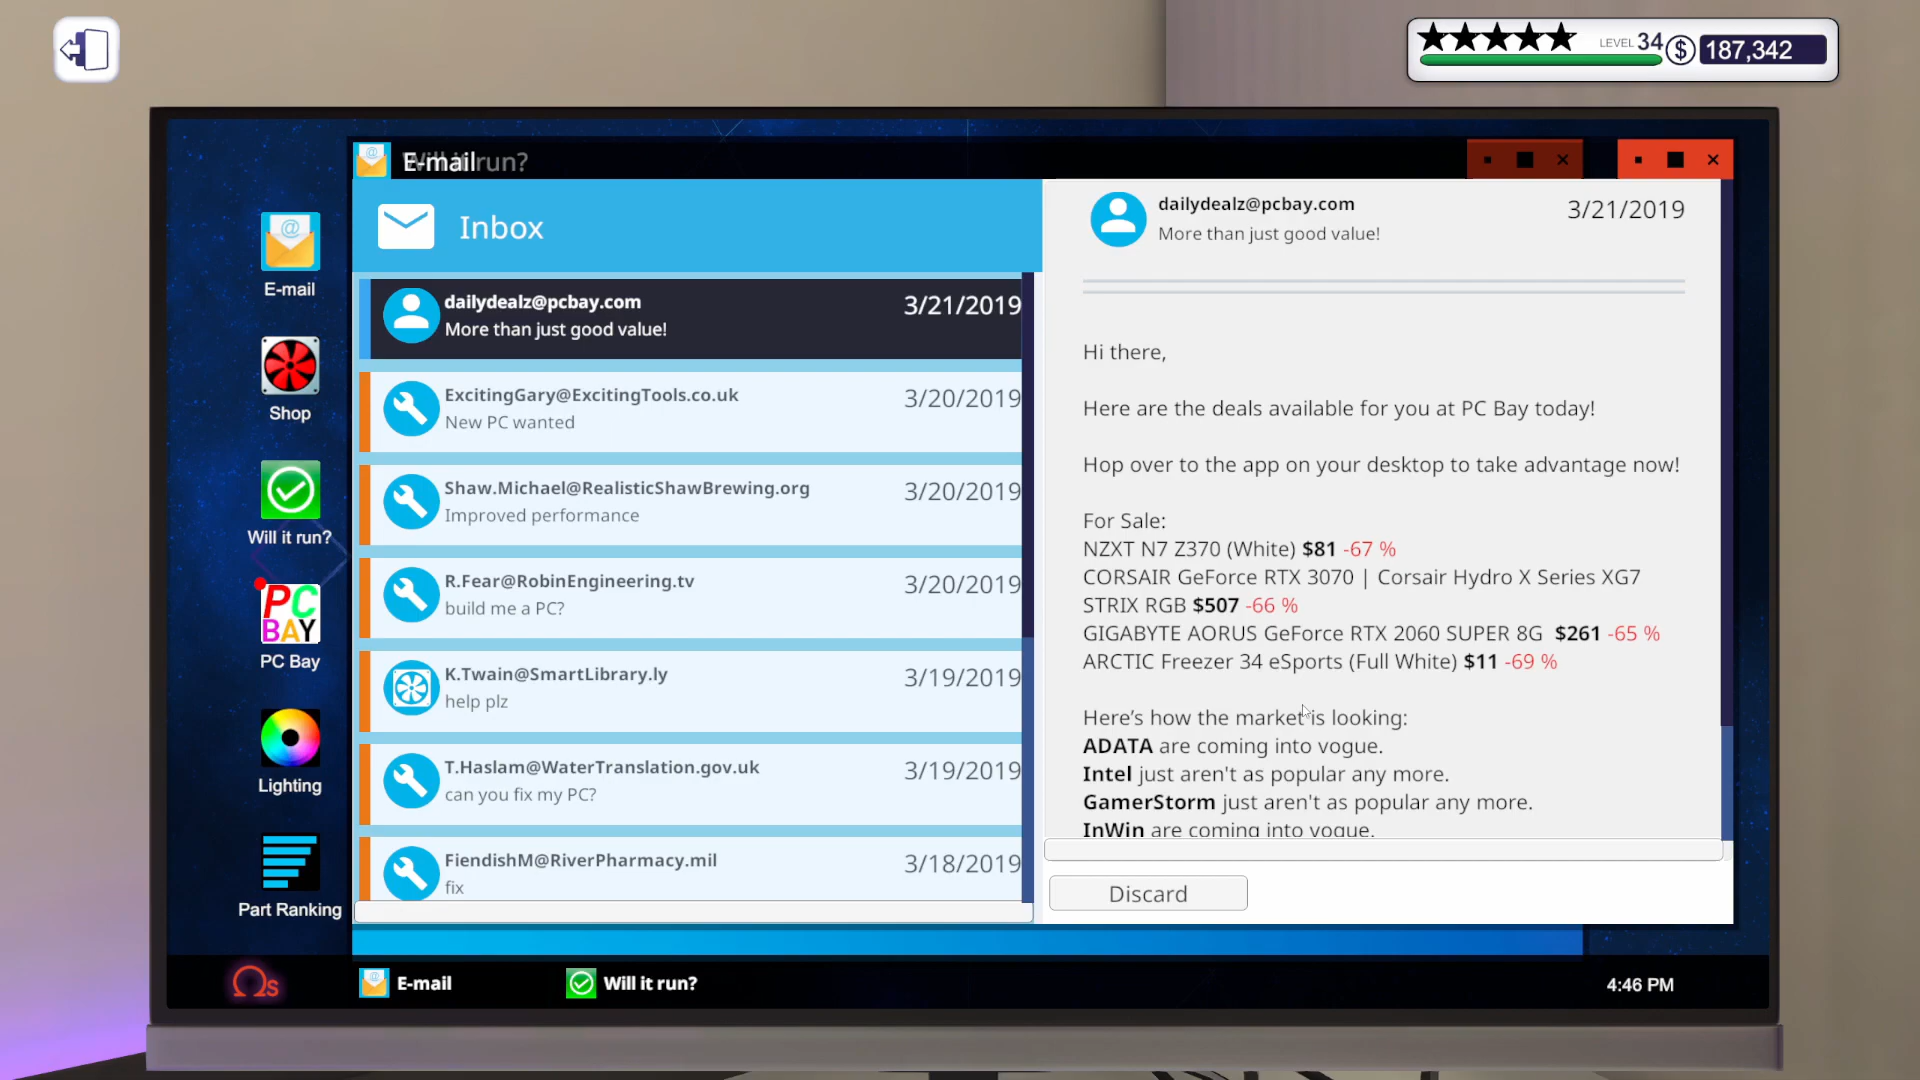 LEVEL 34 $ 187,342
E-mail
Will it run?
Inbox
dailydealz@pcbay.com 3/21/2019
More than just good value!
ExcitingGary@ExcitingTools.co.uk 3/20/2019
New PC wanted
Shaw.Michael@RealisticShawBrewing.org 3/20/2019
Improved performance
R.Fear@RobinEngineering.tv 3/20/2019
build me a PC?
K.Twain@SmartLibrary.ly 3/19/2019
help plz
T.Haslam@WaterTranslation.gov.uk 3/19/2019
can you fix my PC?
FiendishM@RiverPharmacy.mil 3/18/2019
fix
dailydealz@pcbay.com 3/21/2019
More than just good value!
Hi there,
Here are the deals available for you at PC Bay today!
Hop over to the app on your desktop to take advantage now!
For Sale:
NZXT N7 Z370 (White) $81 -67 %
CORSAIR GeForce RTX 3070 | Corsair Hydro X Series XG7
STRIX RGB $507 -66 %
GIGABYTE AORUS GeForce RTX 2060 SUPER 8G $261 -65 %
ARCTIC Freezer 34 eSports (Full White) $11 -69 %
Here's how the market is looking:
ADATA are coming into vogue.
Intel just aren't as popular any more.
GamerStorm just aren't as popular any more.
InWin are coming into vogue.
Discard
E-mail
Shop
Will it run?
PC
BAY
PC Bay
Lighting
Part Ranking
Ωs
E-mail
Will it run?
4:46 PM